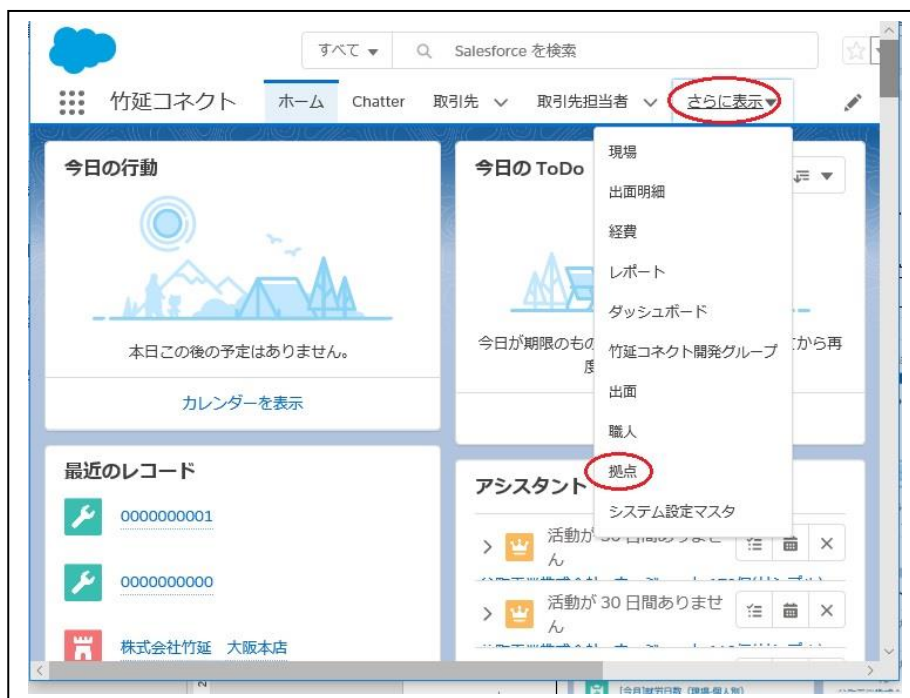 すべて
Salesforce を検索
竹延コネクト
ホーム
Chatter
取引先
取引先担当者
さらに表示
今日の行動
本日この後の予定はありません。
カレンダーを表示
今日の ToDo
今日が期限のもの
てから再
度
現場
出面明細
経費
レポート
ダッシュボード
竹延コネクト開発グループ
出面
職人
拠点
システム設定マスタ
最近のレコード
0000000001
0000000000
株式会社竹延 大阪本店
アシスタント
活動が 30 日間ありませ
ん
活動が 30 日間ありませ
ん